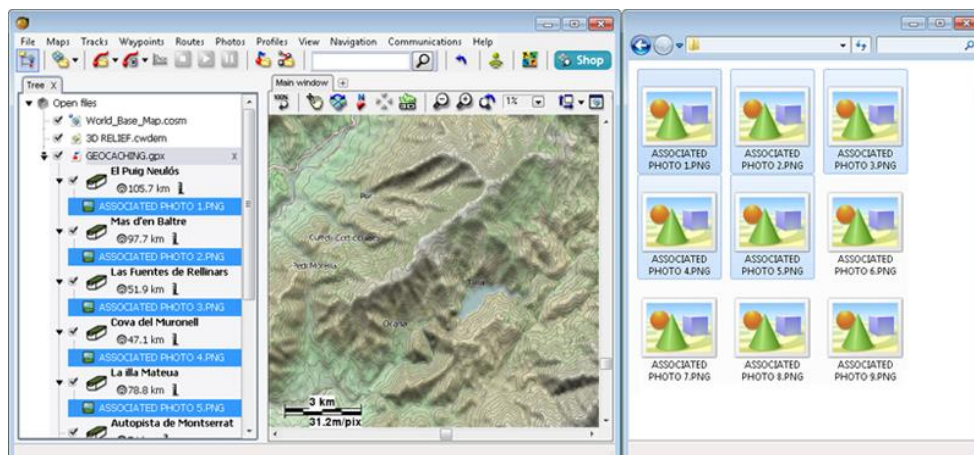 File Maps Tracks Waypoints Routes Photos Profiles View Navigation Communications Help
Shop
Tree X
Open files
World_Base_Map.cosm
3D RELIEF.cwdem
GEOCACHING.gpx x
El Puig Neulós
105.7 km
ASSOCIATED PHOTO 1.PNG
Mas d'en Baltre
97.7 km
ASSOCIATED PHOTO 2.PNG
Las Fuentes de Rellinars
51.9 km
ASSOCIATED PHOTO 3.PNG
Cova del Muronell
47.1 km
ASSOCIATED PHOTO 4.PNG
La illa Mateua
78.8 km
ASSOCIATED PHOTO 5.PNG
Autopista de Montserrat
Main window
100%
1%
3 km
31.2m/pix
ASSOCIATED PHOTO 1.PNG
ASSOCIATED PHOTO 2.PNG
ASSOCIATED PHOTO 3.PNG
ASSOCIATED PHOTO 4.PNG
ASSOCIATED PHOTO 5.PNG
ASSOCIATED PHOTO 6.PNG
ASSOCIATED PHOTO 7.PNG
ASSOCIATED PHOTO 8.PNG
ASSOCIATED PHOTO 9.PNG